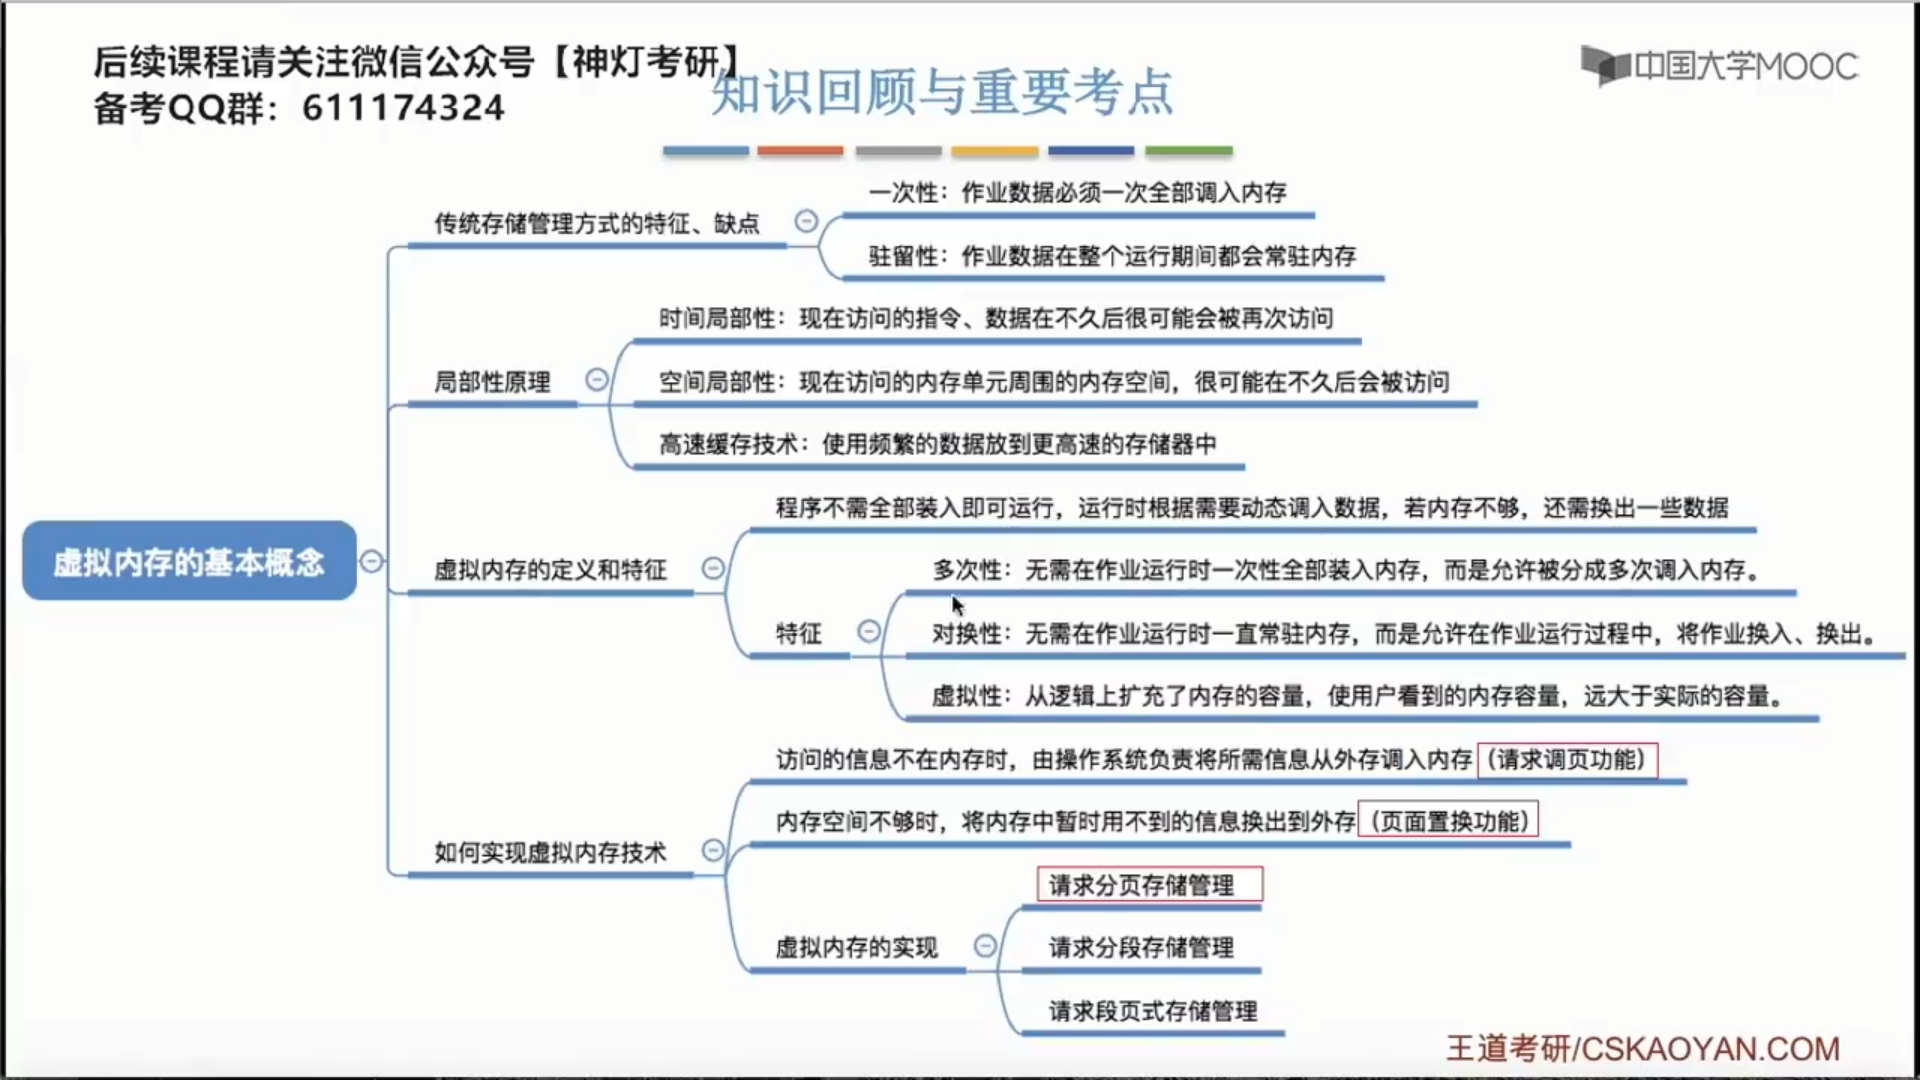 后续课程请关注微信公众号【神灯考研】
备考QQ群：611174324
知识回顾与重要考点
中国大学MOOC
虚拟内存的基本概念
传统存储管理方式的特征、缺点
一次性：作业数据必须一次全部调入内存
驻留性：作业数据在整个运行期间都会常驻内存
局部性原理
时间局部性：现在访问的指令、数据在不久后很可能会被再次访问
空间局部性：现在访问的内存单元周围的内存空间，很可能在不久后会被访问
高速缓存技术：使用频繁的数据放到更高速的存储器中
虚拟内存的定义和特征
程序不需全部装入即可运行，运行时根据需要动态调入数据，若内存不够，还需换出一些数据
特征
多次性：无需在作业运行时一次性全部装入内存，而是允许被分成多次调入内存。
对换性：无需在作业运行时一直常驻内存，而是允许在作业运行过程中，将作业换入、换出。
虚拟性：从逻辑上扩充了内存的容量，使用户看到的内存容量，远大于实际的容量。
如何实现虚拟内存技术
访问的信息不在内存时，由操作系统负责将所需信息从外存调入内存（请求调页功能）
内存空间不够时，将内存中暂时用不到的信息换出到外存（页面置换功能）
虚拟内存的实现
请求分页存储管理
请求分段存储管理
请求段页式存储管理
王道考研/CSKAOYAN.COM